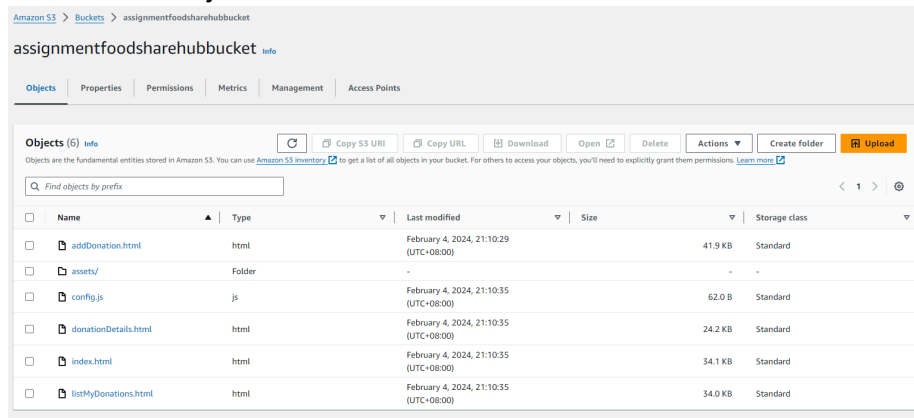 Amazon S3 > Buckets > assignmentfoodsharehubbucket
assignmentfoodsharehubbucket Info
Objects Properties Permissions Metrics Management Access Points
Objects (6) Info Copy S3 URI Copy URL Download Open Delete Actions Create folder Upload
Objects are the fundamental entities stored in Amazon S3. You can use Amazon S3 inventory to get a list of all objects in your bucket. For others to access your objects, you'll need to explicitly grant them permissions. Learn more
Find objects by prefix < 1 >
Name Type Last modified Size Storage class
addDonation.html html February 4, 2024, 21:10:29 (UTC+08:00) 41.9 KB Standard
assets/ Folder - - -
config.js js February 4, 2024, 21:10:35 (UTC+08:00) 62.0 B Standard
donationDetails.html html February 4, 2024, 21:10:35 (UTC+08:00) 24.2 KB Standard
index.html html February 4, 2024, 21:10:35 (UTC+08:00) 34.1 KB Standard
listMyDonations.html html February 4, 2024, 21:10:35 (UTC+08:00) 34.0 KB Standard